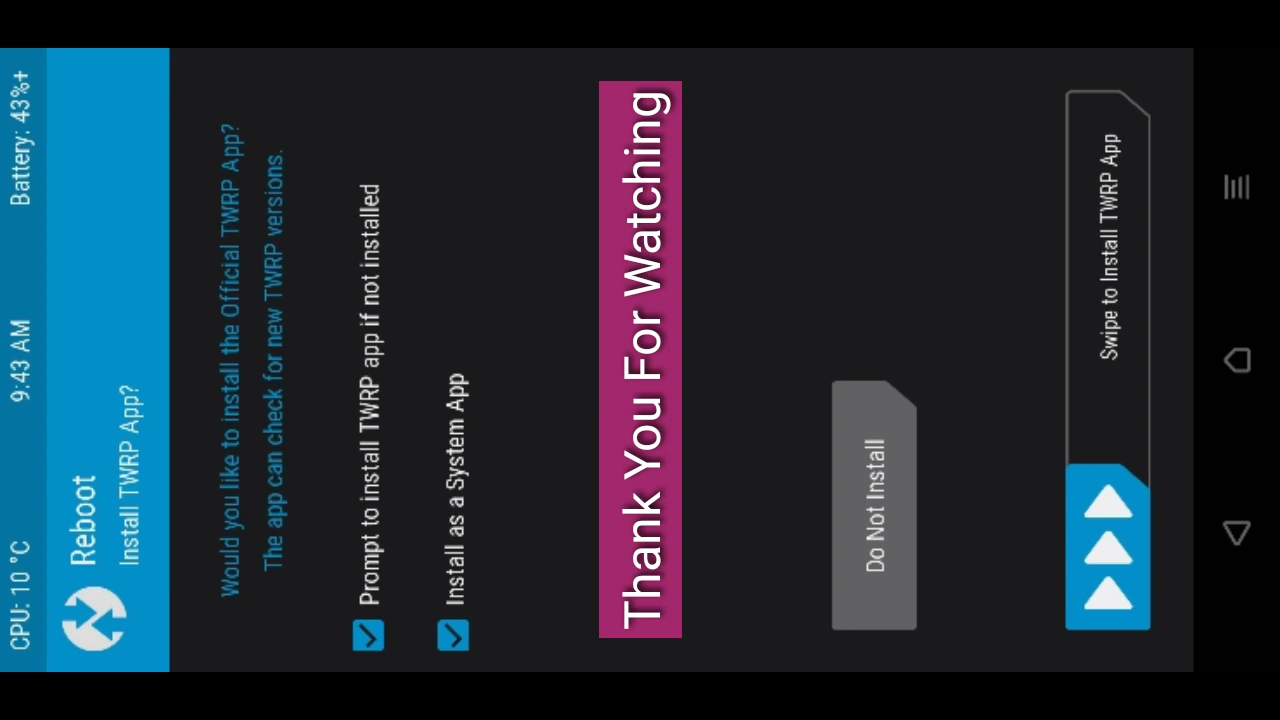 CPU: 10 °C 9:43 AM Battery: 43%+
Reboot
Install TWRP App?
Would you like to install the Official TWRP App?
The app can check for new TWRP versions.
Prompt to install TWRP app if not installed
Install as a System App
Thank You For Watching
Do Not Install
Swipe to Install TWRP App